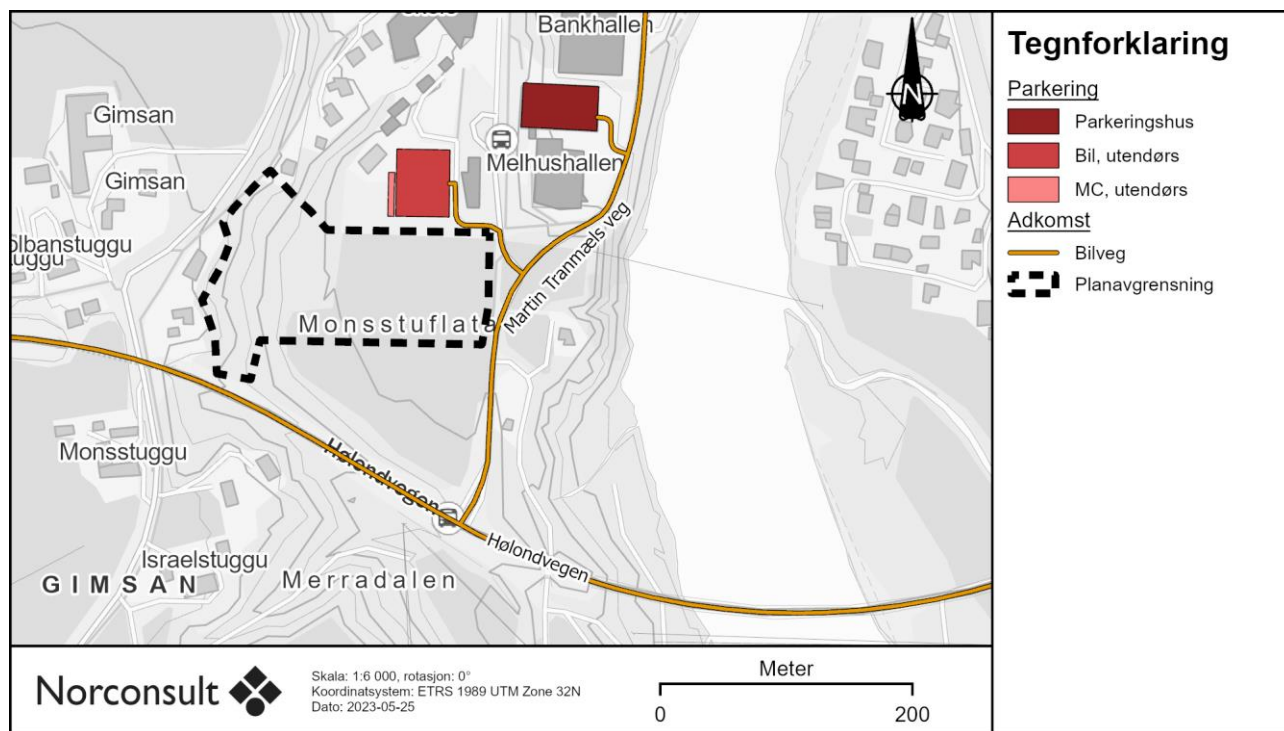 Bankhallen
Gimsan
Melhushallen
Gimsan
Martin Tranmæls veg
Monsstuflata
Monsstuggu
Hølondvegen
Israelstuggu
Hølondvegen
GIMSAN
Merradalen
N
Tegnforklaring
Parkering
Parkeringshus
Bil, utendørs
MC, utendørs
Adkomst
Bilveg
Planavgrensning
Norconsult
Skala: 1:6 000, rotasjon: 0°
Koordinatsystem: ETRS 1989 UTM Zone 32N
Dato: 2023-05-25
Meter
0 200